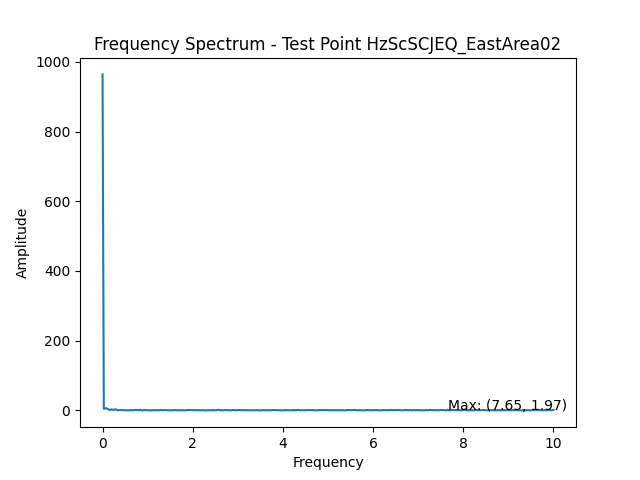 Frequency Spectrum - Test Point HzScSCJEQ_EastArea02
1000
800
600
400
200
0
Amplitude
Max: (7.65, 1.97)
0 2 4 6 8 10
Frequency